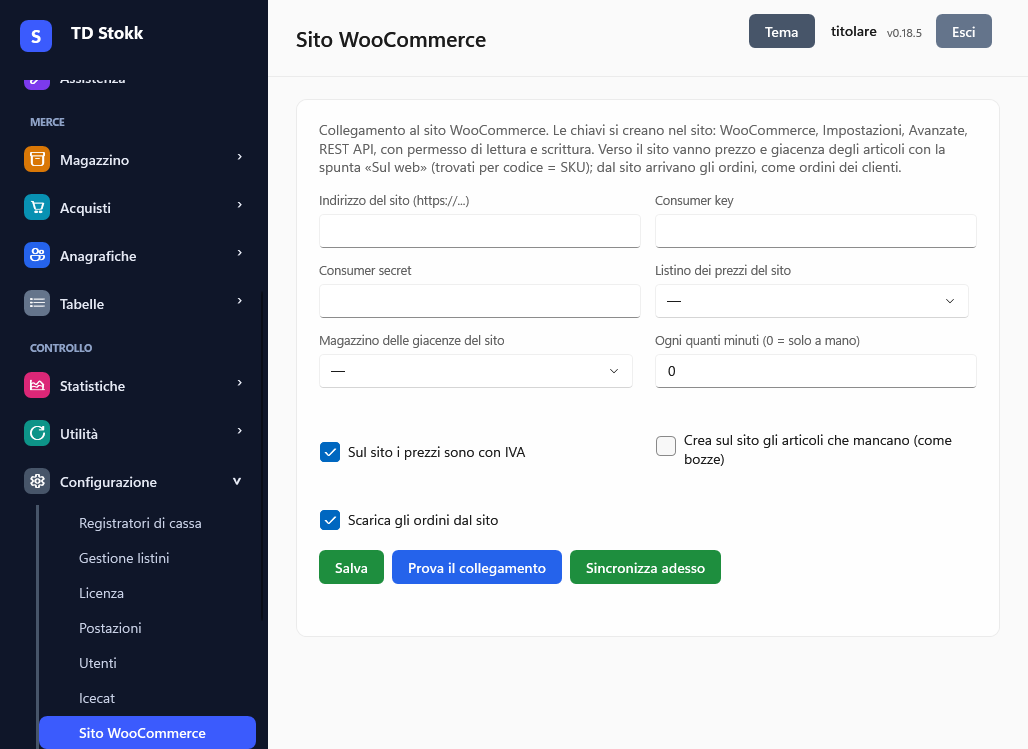 S
TD Stokk
Assistenza
MERCE
Magazzino
Acquisti
Anagrafiche
Tabelle
CONTROLLO
Statistiche
Utilità
Configurazione
Registratori di cassa
Gestione listini
Licenza
Postazioni
Utenti
Icecat
Sito WooCommerce
Sito WooCommerce
Tema
titolare
v0.18.5
Esci
Collegamento al sito WooCommerce. Le chiavi si creano nel sito: WooCommerce, Impostazioni, Avanzate,
REST API, con permesso di lettura e scrittura. Verso il sito vanno prezzo e giacenza degli articoli con la
spunta «Sul web» (trovati per codice = SKU); dal sito arrivano gli ordini, come ordini dei clienti.
Indirizzo del sito (https://...)
Consumer key
Consumer secret
Listino dei prezzi del sito
—
Magazzino delle giacenze del sito
Ogni quanti minuti (0 = solo a mano)
—
0
Sul sito i prezzi sono con IVA
Crea sul sito gli articoli che mancano (come
bozze)
Scarica gli ordini dal sito
Salva
Prova il collegamento
Sincronizza adesso